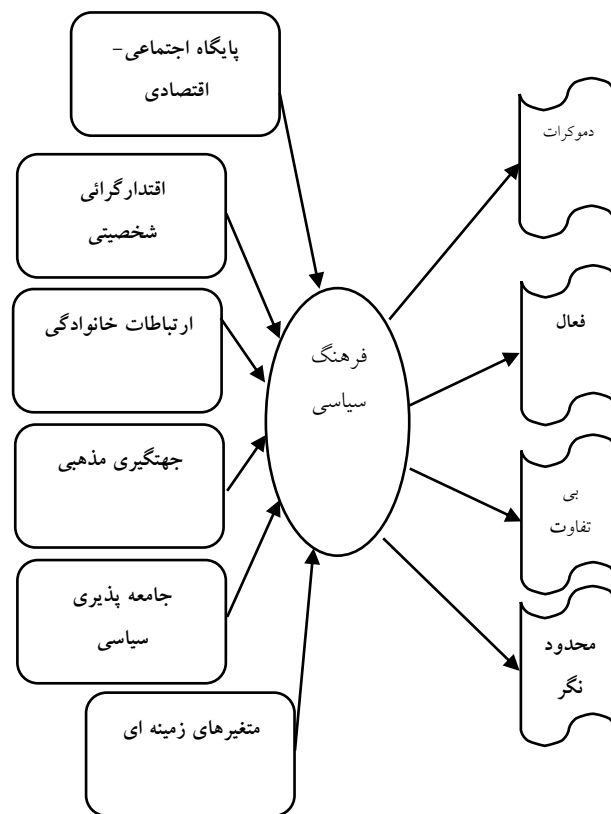 پایگاه اجتماعی–
اقتصادی
اقتدارگرائی
شخصیتی
ارتباطات خانوادگی
جهتگیری مذهبی
جامعه پذیری
سیاسی
متغیرهای زمینه ای
فرهنگ
سیاسی
دموکرات
فعال
بی
تفاوت
محدود
نگر